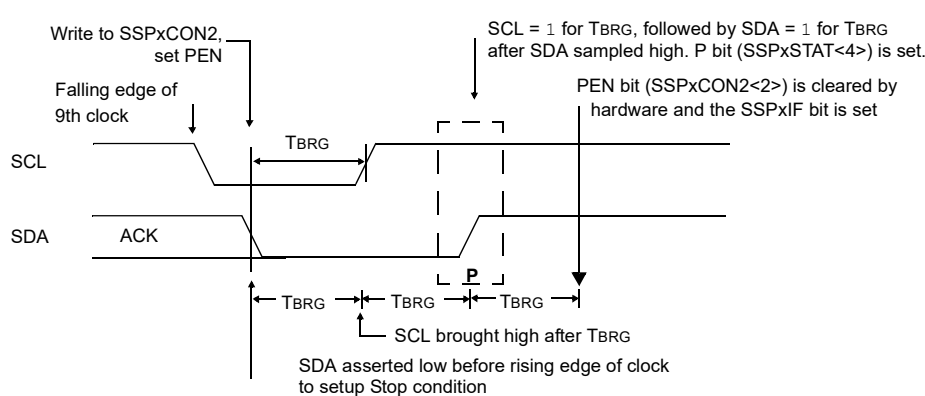 Write to SSPxCON2,
set PEN
SCL = 1 for TBRG, followed by SDA = 1 for TBRG
after SDA sampled high. P bit (SSPxSTAT<4>) is set.
Falling edge of
9th clock
PEN bit (SSPxCON2<2>) is cleared by
hardware and the SSPxIF bit is set
TBRG
SCL
SDA
ACK
P
TBRG
TBRG
TBRG
SCL brought high after TBRG
SDA asserted low before rising edge of clock
to setup Stop condition